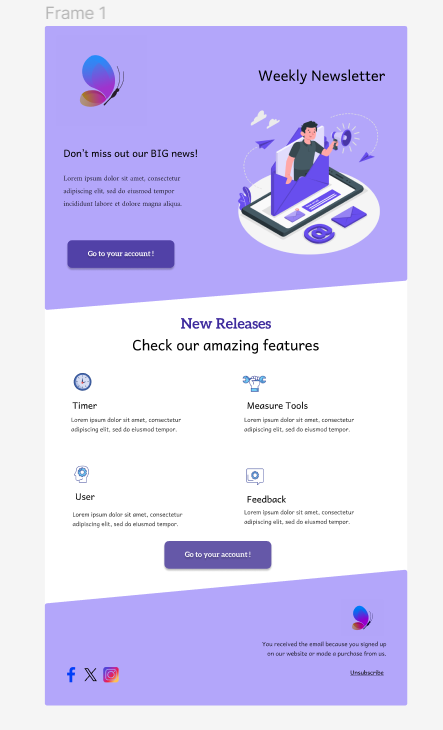 Frame 1
Weekly Newsletter
Don't miss out our BIG news!
Lorem ipsum dolor sit amet, consectetur
adipiscing elit, sed do eiusmod tempor
incididunt labore et dolore magna aliqua.
Go to your account!
New Releases
Check our amazing features
Timer
Lorem ipsum dolor sit amet, consectetur
adipiscing elit, sed do eiusmod tempor.
Measure Tools
Lorem ipsum dolor sit amet, consectetur
adipiscing elit, sed do eiusmod tempor.
User
Lorem ipsum dolor sit amet, consectetur
adipiscing elit, sed do eiusmod tempor.
Feedback
Lorem ipsum dolor sit amet, consectetur
adipiscing elit, sed do eiusmod tempor.
Go to your account!
You received the email because you signed up
on our website or made a purchase from us.
Unsubscribe